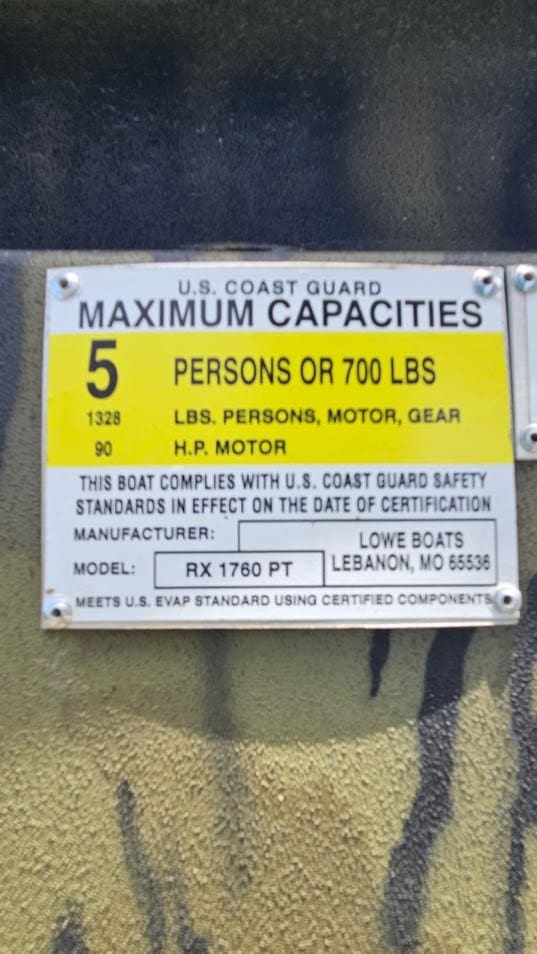 U.S. COAST GUARD
MAXIMUM CAPACITIES
5 PERSONS OR 700 LBS
1328 LBS. PERSONS, MOTOR, GEAR
90 H.P. MOTOR
THIS BOAT COMPLIES WITH U.S. COAST GUARD SAFETY
STANDARDS IN EFFECT ON THE DATE OF CERTIFICATION
MANUFACTURER: LOWE BOATS
MODEL: RX 1760 PT LEBANON, MO 65536
MEETS U.S. EVAP STANDARD USING CERTIFIED COMPONENTS